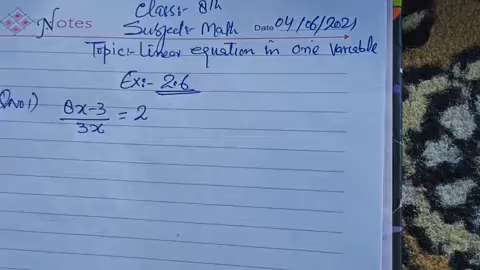 Class:- 8th
Notes Subject:- Math Date 04/06/2021
Topic:- linear equation in one variable
Ex:- 2.6
Qno1) 8x-3/3x = 2